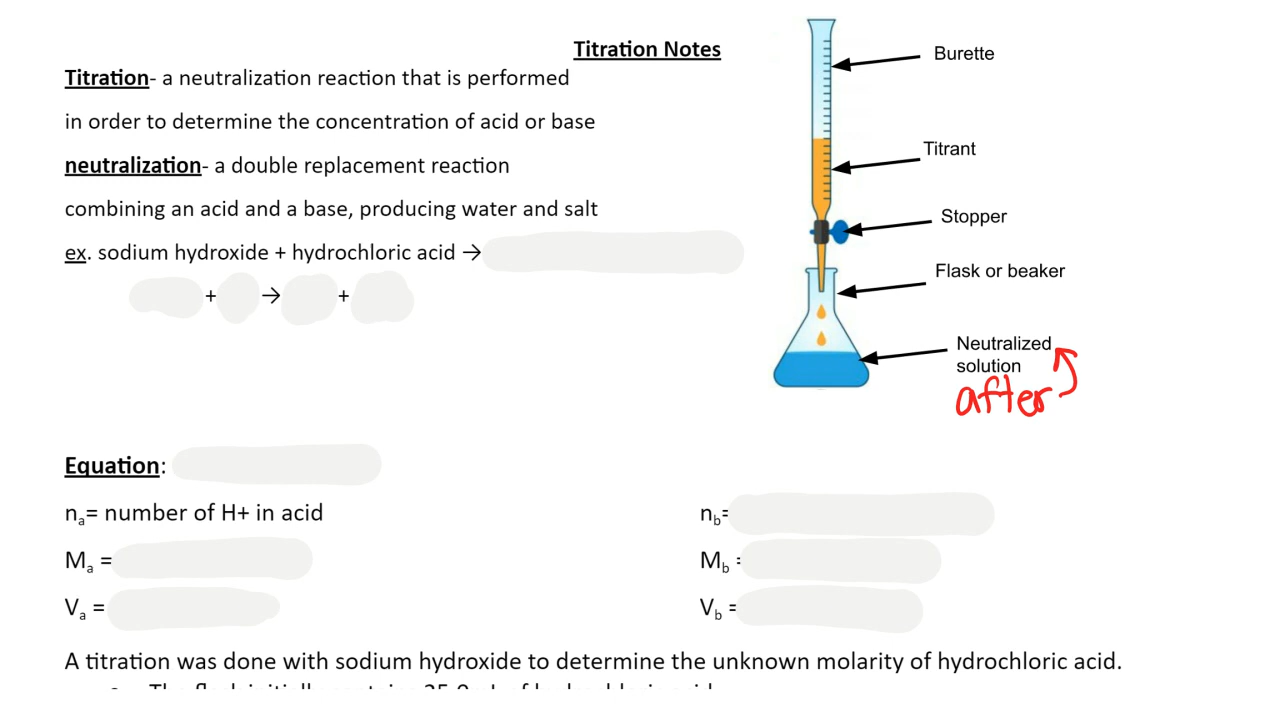 Titration Notes
Titration- a neutralization reaction that is performed
in order to determine the concentration of acid or base
neutralization- a double replacement reaction
combining an acid and a base, producing water and salt
ex. sodium hydroxide + hydrochloric acid →
+ → +
Burette
Titrant
Stopper
Flask or beaker
Neutralized
solution
after
Equation:
nₐ= number of H+ in acid
n_b=
Mₐ =
M_b =
Vₐ =
V_b =
A titration was done with sodium hydroxide to determine the unknown molarity of hydrochloric acid.